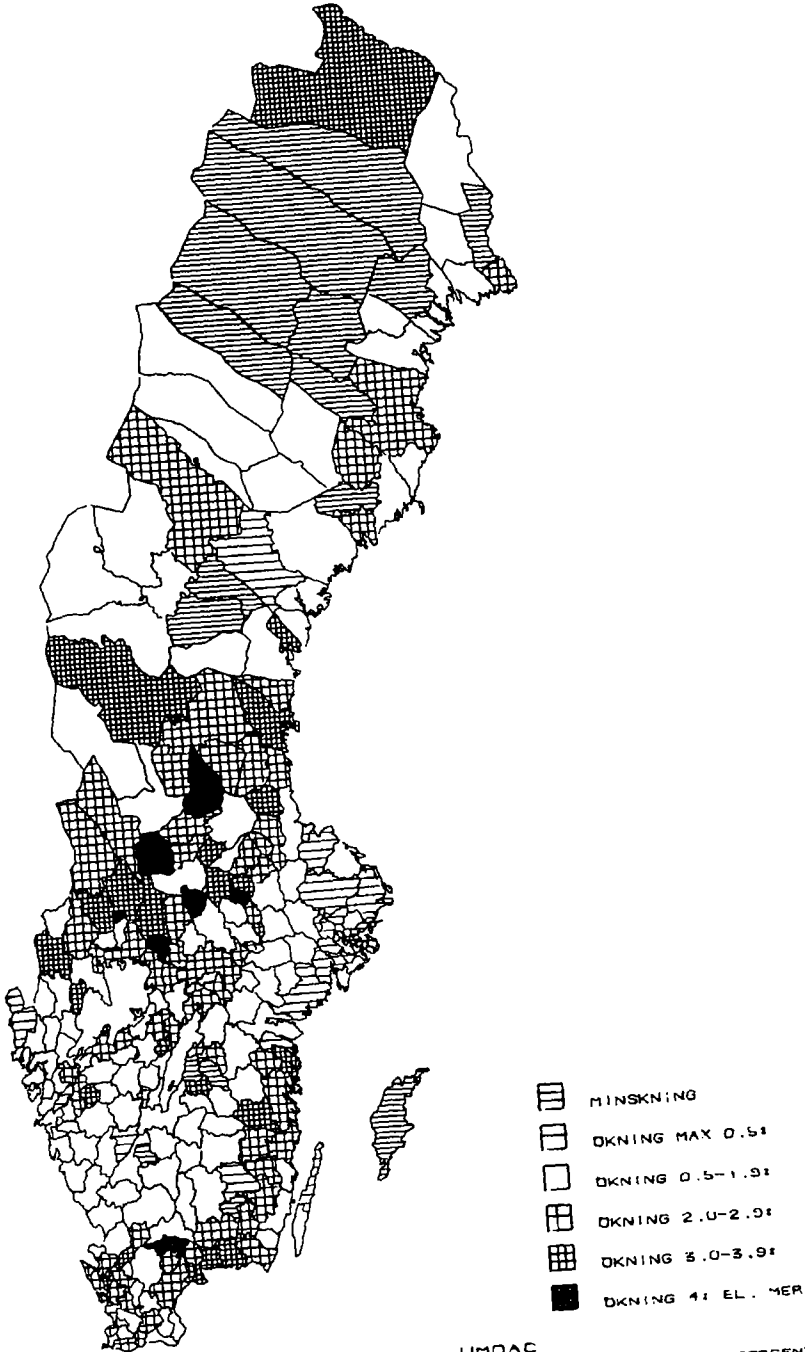 MINSKNING
ÖKNING MAX 0.5%
ÖKNING 0.5-1.9%
ÖKNING 2.0-2.9%
ÖKNING 3.0-3.9%
ÖKNING 4% EL. MER
UMDAC